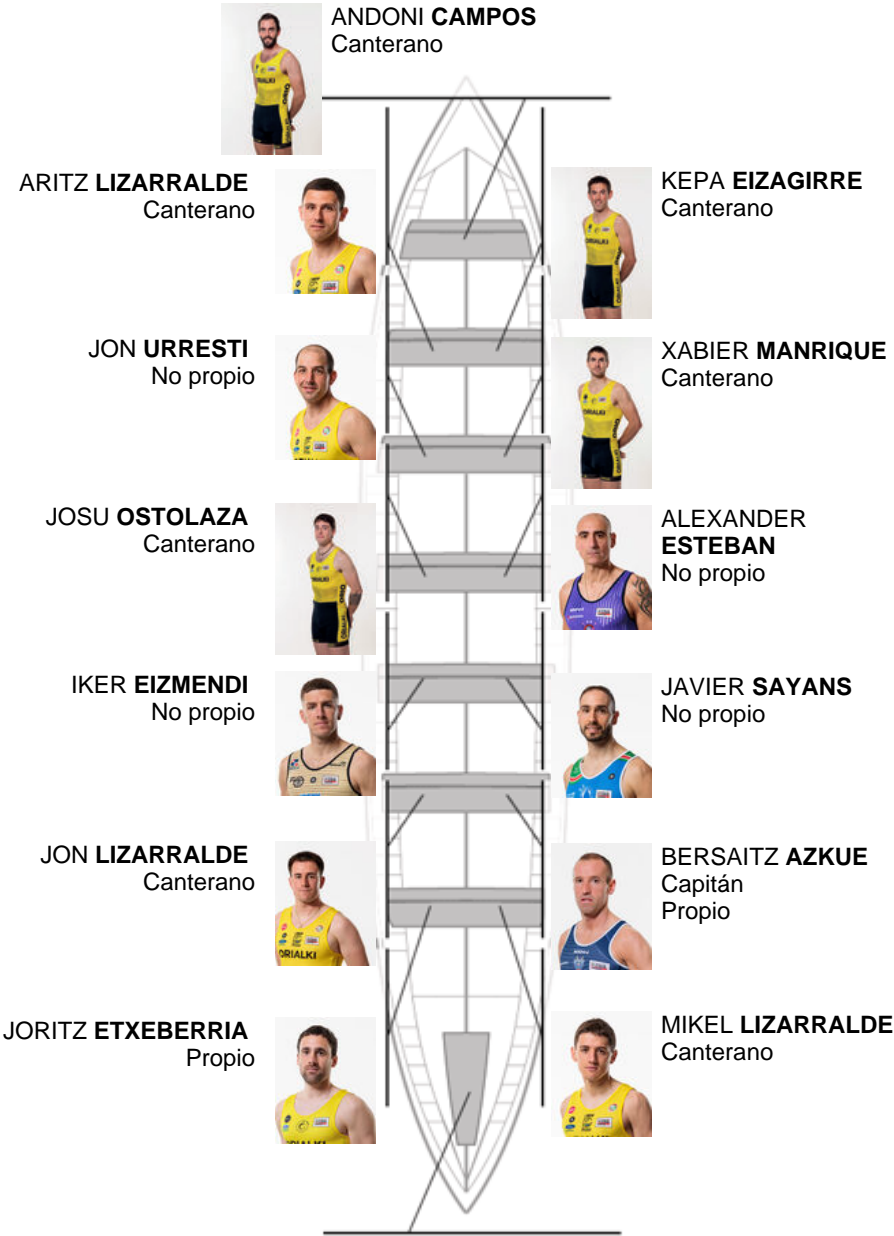 ANDONI CAMPOS
Canterano
ARITZ LIZARRALDE
Canterano
KEPA EIZAGIRRE
Canterano
JON URRESTI
No propio
XABIER MANRIQUE
Canterano
JOSU OSTOLAZA
Canterano
ALEXANDER
ESTEBAN
No propio
IKER EIZMENDI
No propio
JAVIER SAYANS
No propio
JON LIZARRALDE
Canterano
ORIALKI
BERSAITZ AZKUE
Capitán
Propio
JORITZ ETXEBERRIA
Propio
MIKEL LIZARRALDE
Canterano